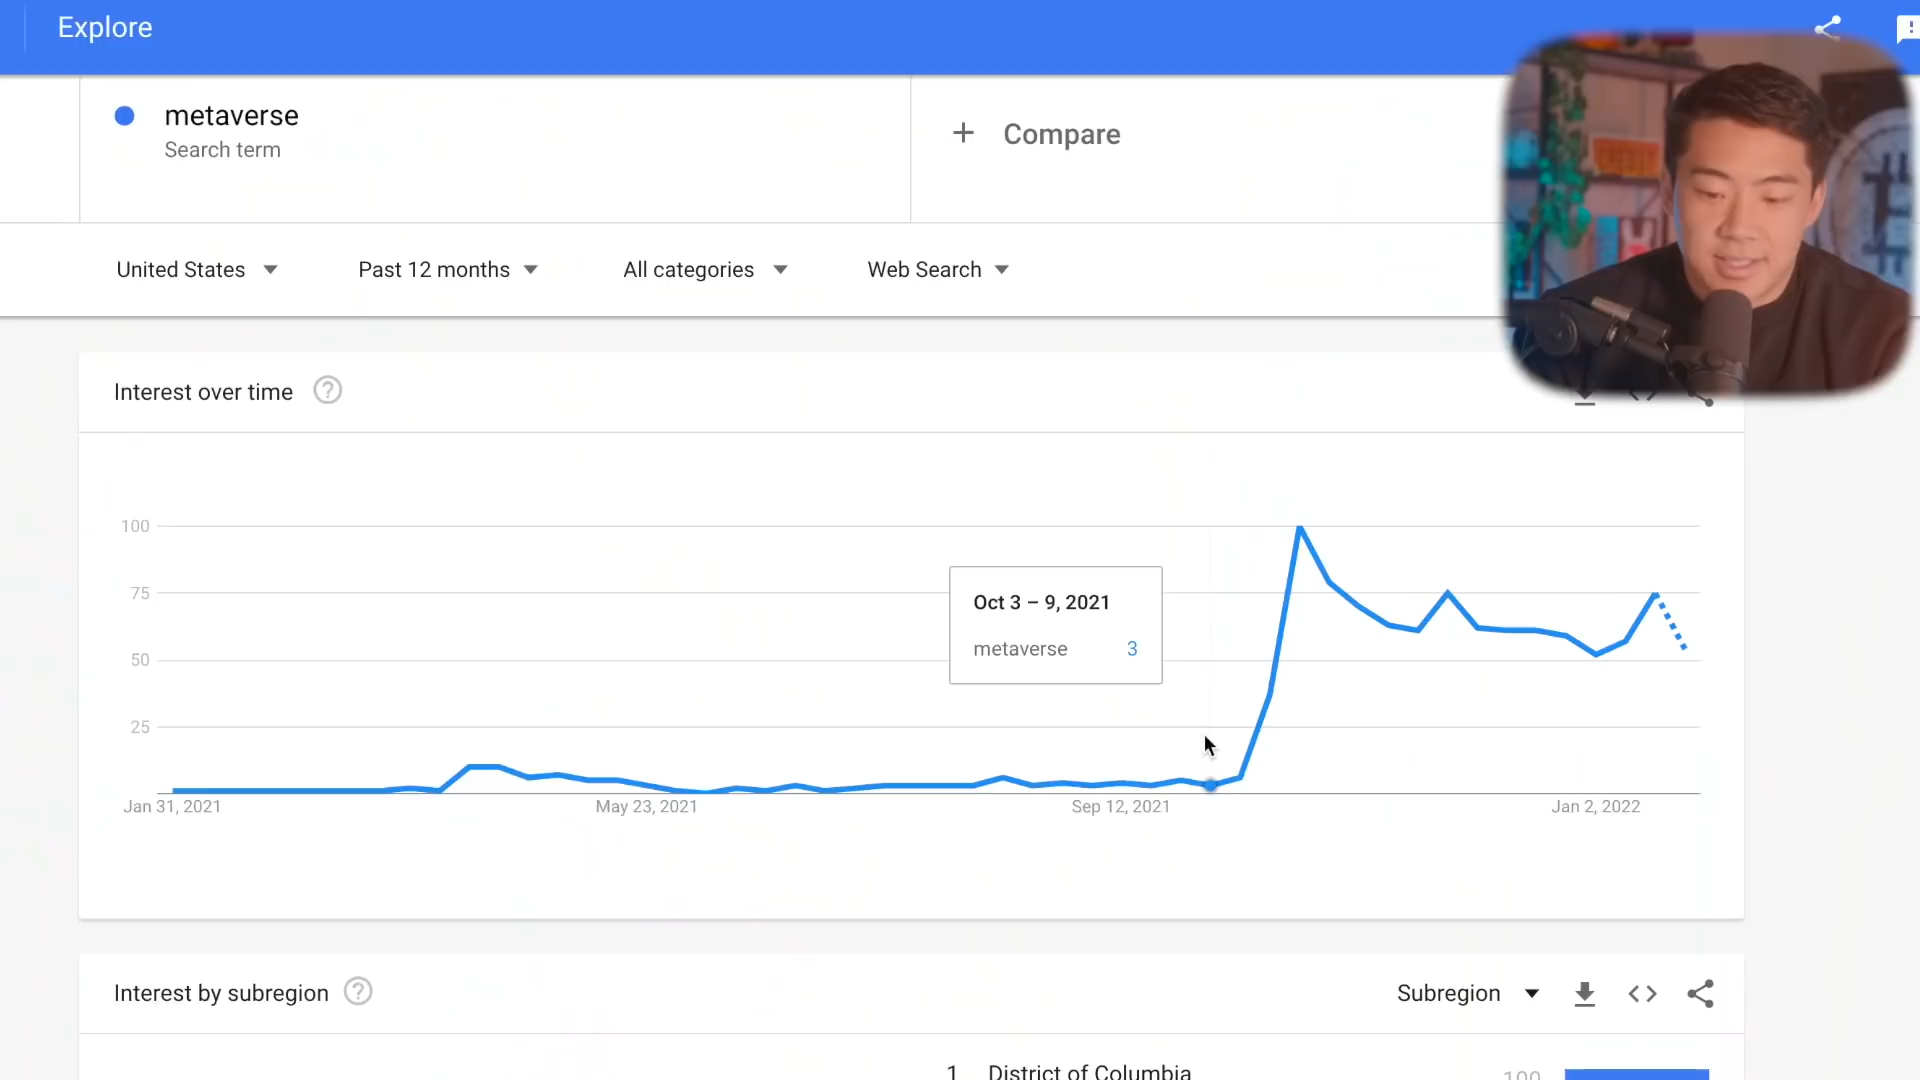 Explore
metaverse
Search term
+ Compare
United States
Past 12 months
All categories
Web Search
Interest over time
100
75
50
25
Oct 3 – 9, 2021
metaverse 3
Jan 31, 2021
May 23, 2021
Sep 12, 2021
Jan 2, 2022
Interest by subregion
Subregion
1 District of Columbia
100